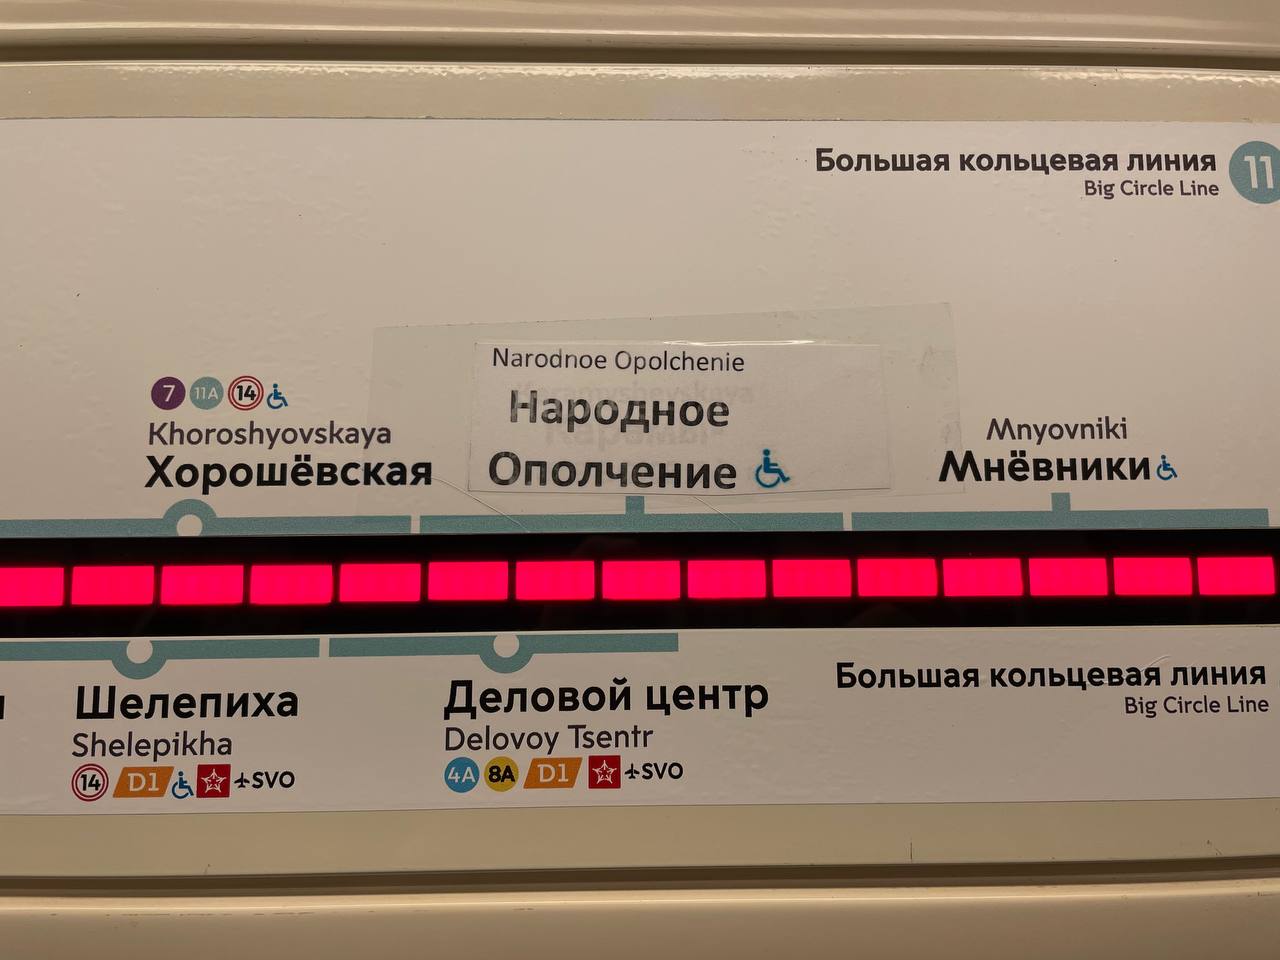 Большая кольцевая линия 11
Big Circle Line
7 11A 14
Khoroshyovskaya
Хорошёвская
Narodnoe Opolchenie
Народное
Ополчение
Mnyovniki
Мнёвники
Шелепиха
Shelepikha
14 D1 SVO
Деловой центр
Delovoy Tsentr
4A 8A D1 SVO
Большая кольцевая линия
Big Circle Line